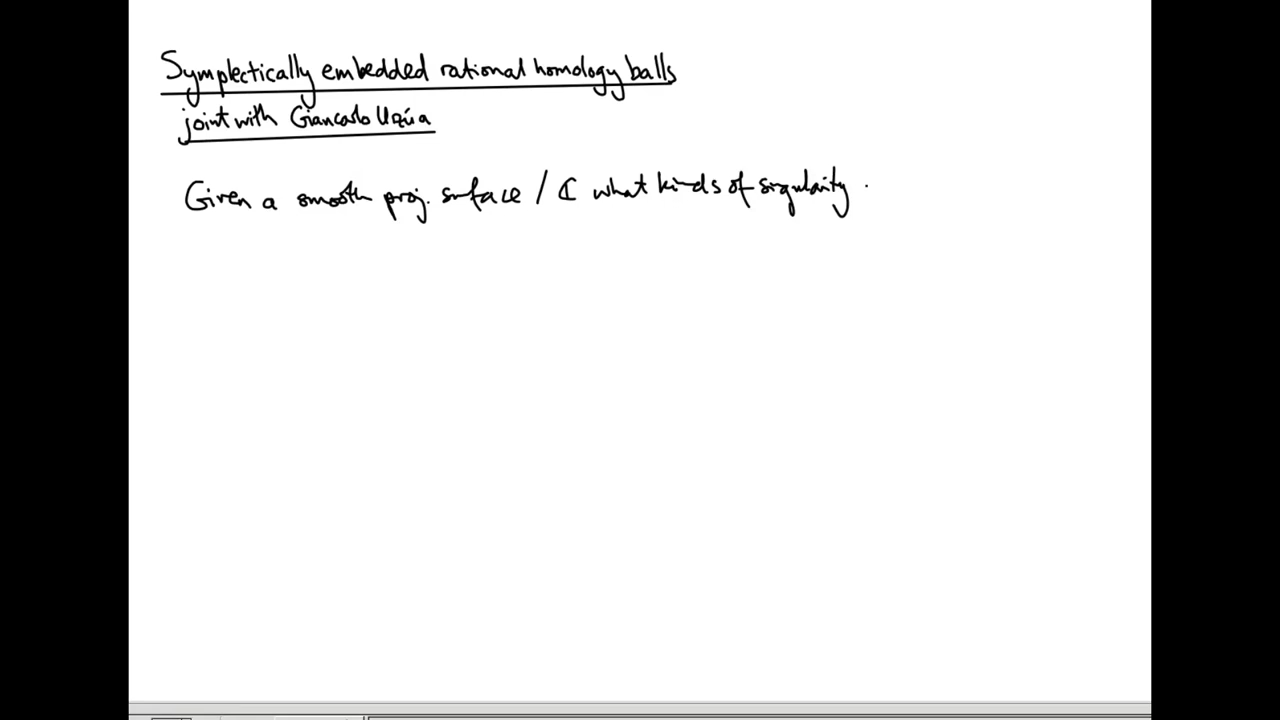 Symplectically embedded rational homology balls
joint with Giancarlo Urzúa
Given a smooth proj. surface / ℂ what kinds of singularity